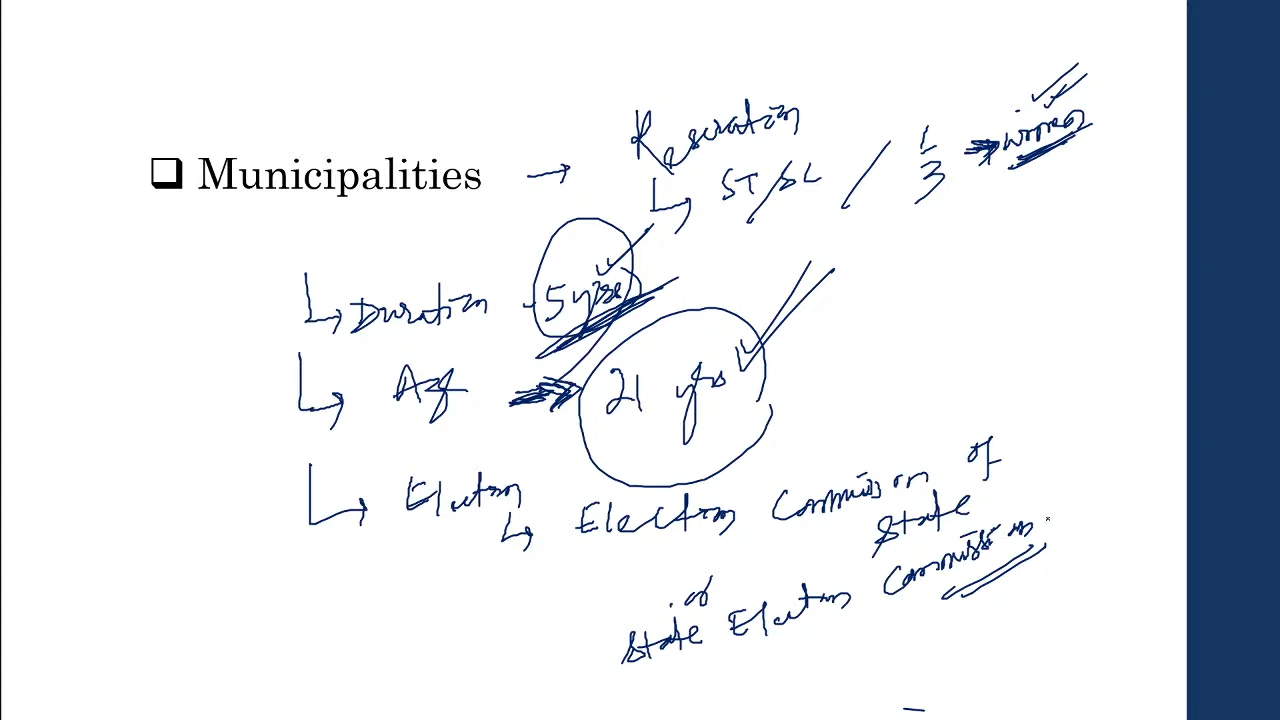 Municipalities → Reservation
↳ ST/SC / 1/3 → women
↳ Duration - 5 yrs
↳ Age → 21 yrs
↳ Election
↳ Election Commission of State
or
State Election Commission